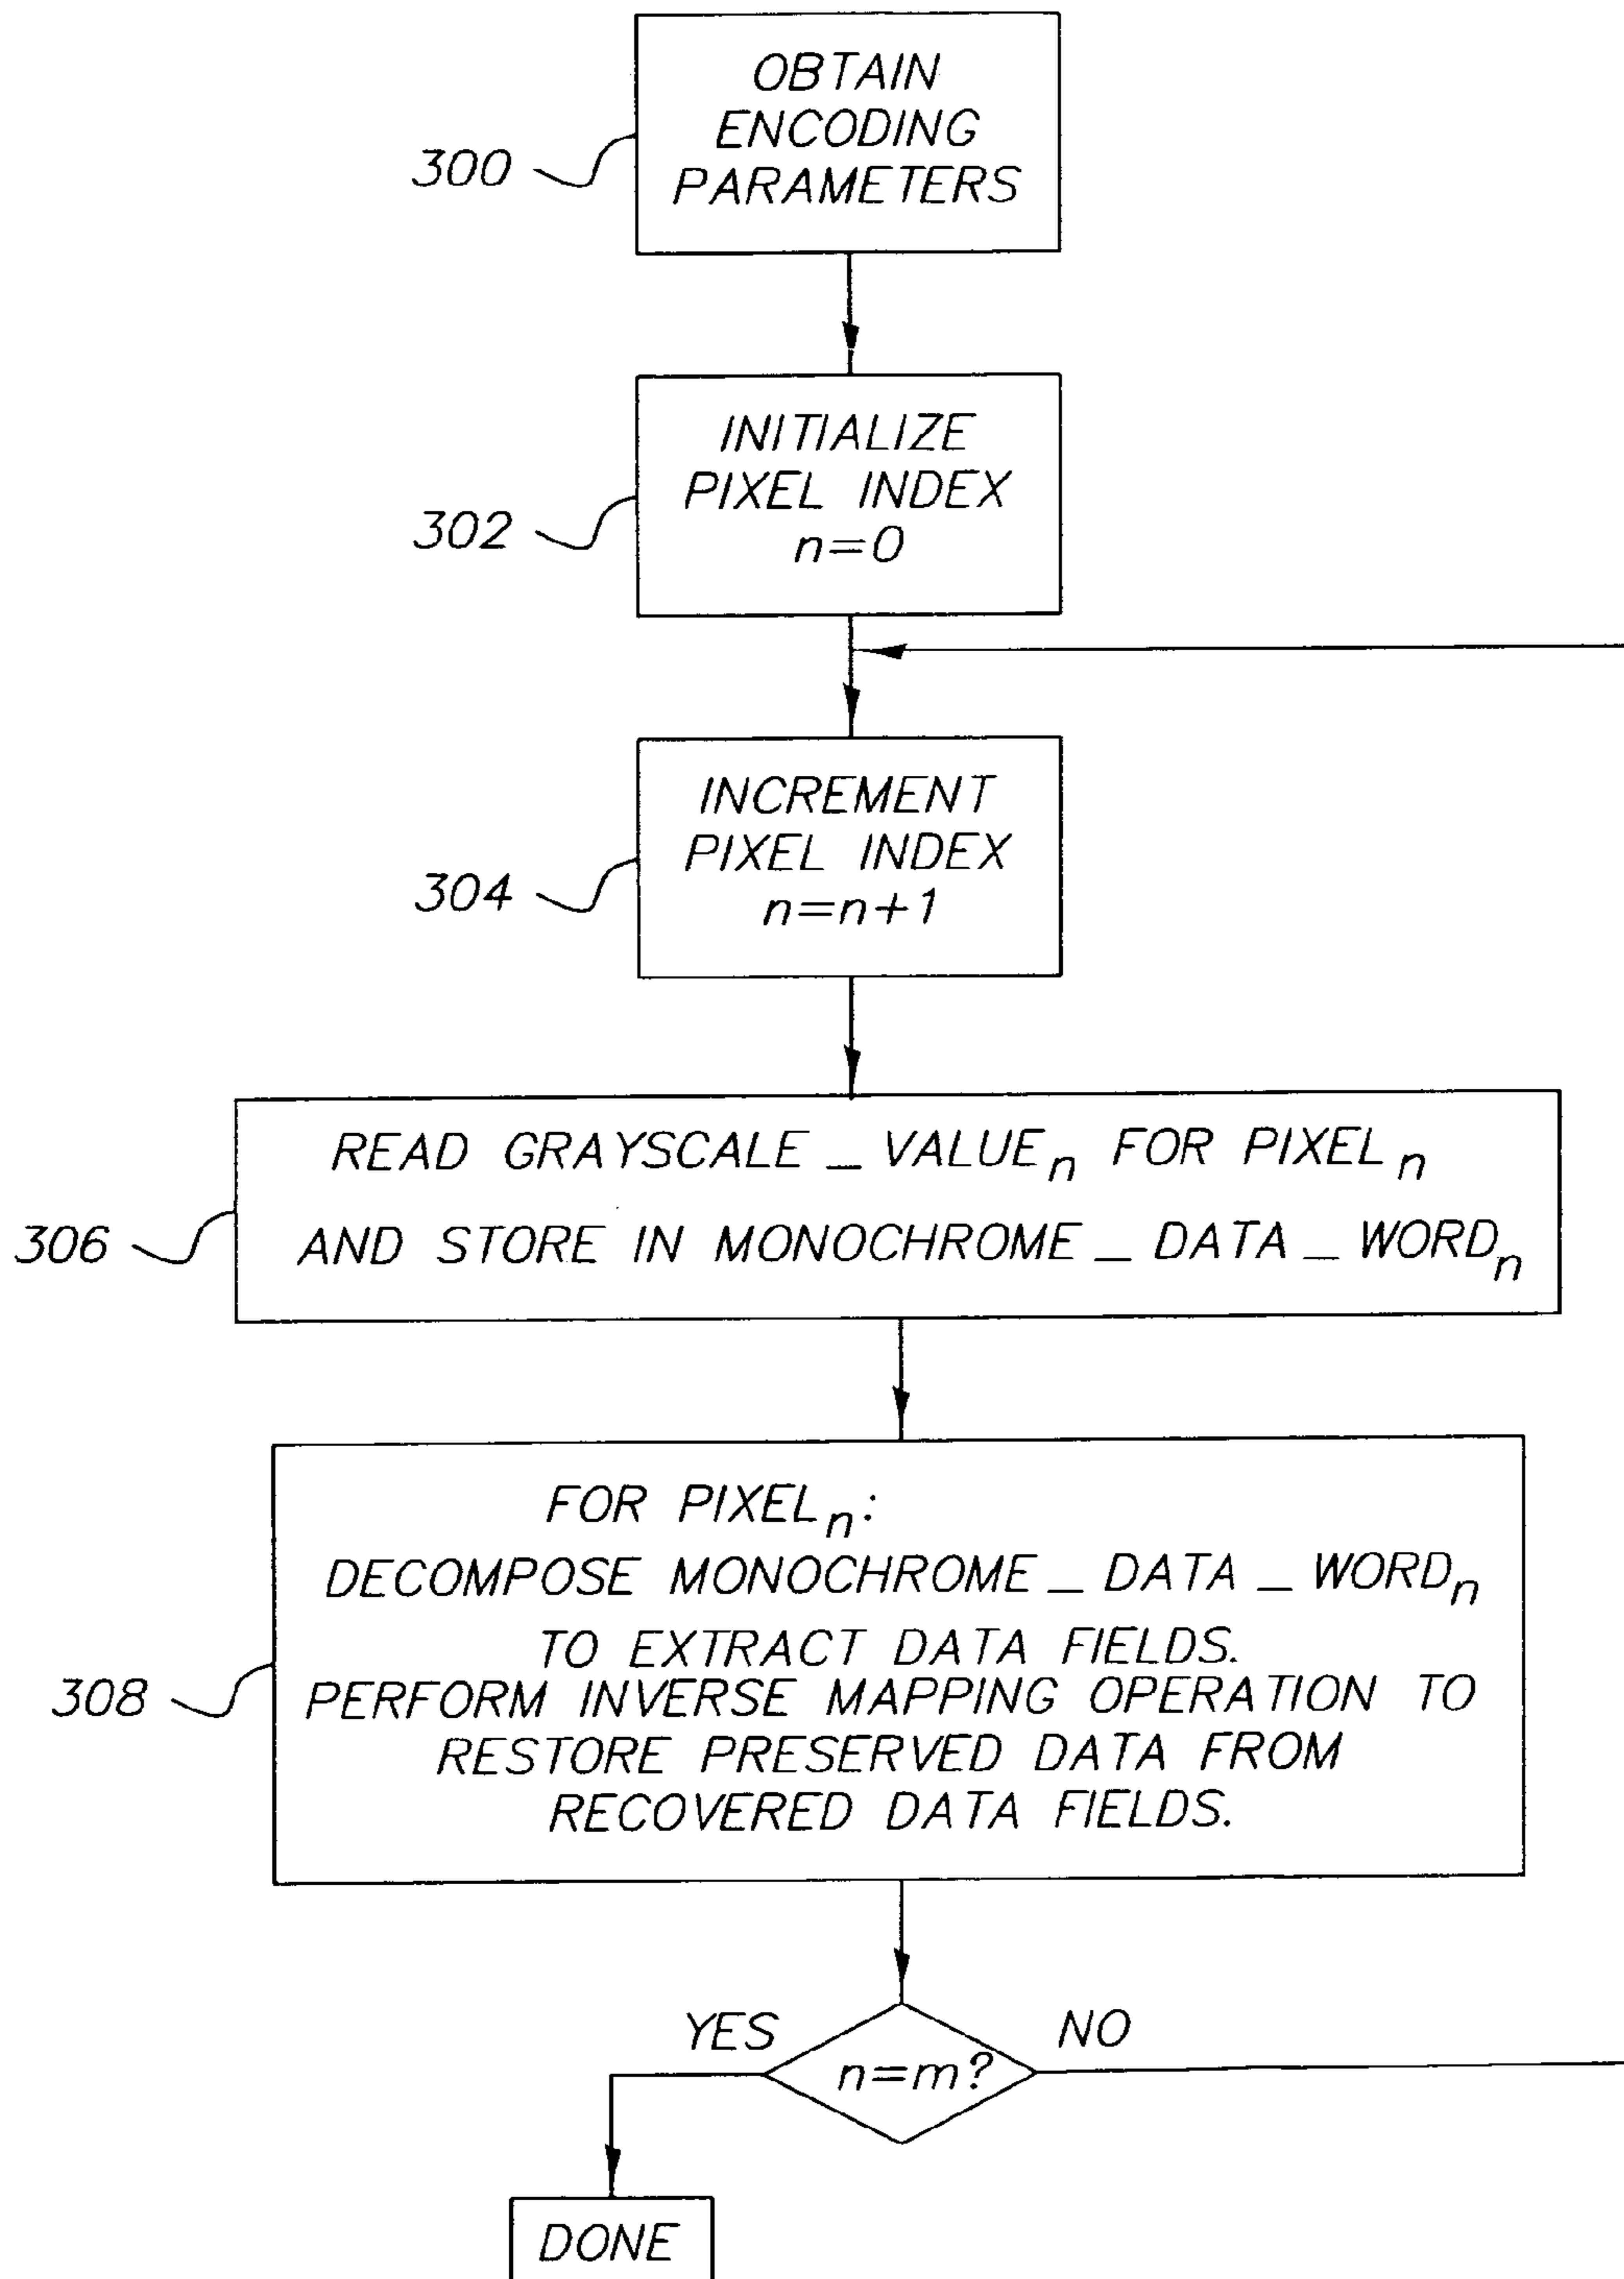 OBTAIN
ENCODING
PARAMETERS
300
INITIALIZE
PIXEL INDEX
n=0
302
INCREMENT
PIXEL INDEX
n=n+1
304
READ GRAYSCALE_VALUEn FOR PIXELn
AND STORE IN MONOCHROME_DATA_WORDn
306
FOR PIXELn:
DECOMPOSE MONOCHROME_DATA_WORDn
TO EXTRACT DATA FIELDS.
PERFORM INVERSE MAPPING OPERATION TO
RESTORE PRESERVED DATA FROM
RECOVERED DATA FIELDS.
308
YES
NO
n=m?
DONE